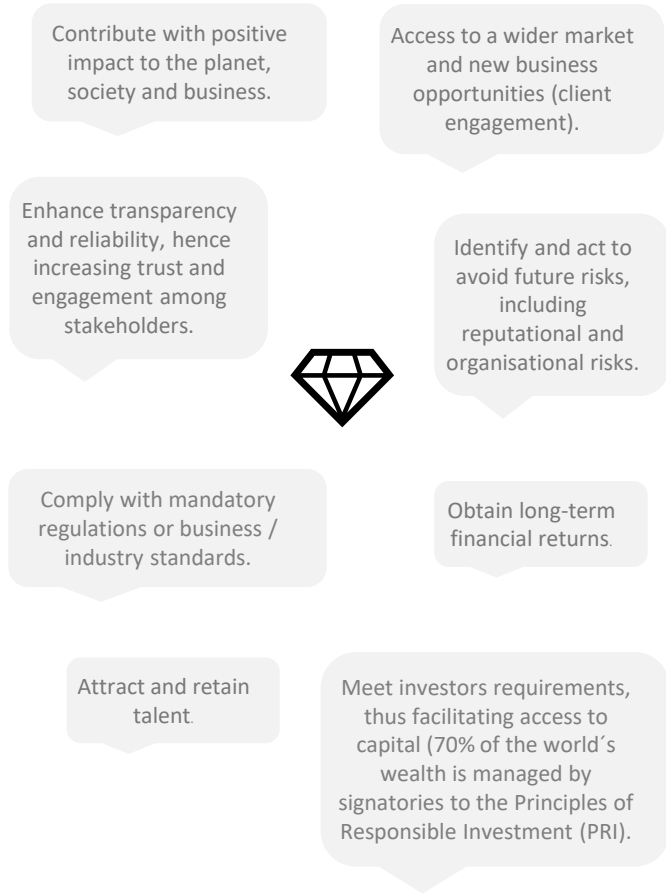 Contribute with positive
impact to the planet,
society and business.
Access to a wider market
and new business
opportunities (client
engagement).
Enhance transparency
and reliability, hence
increasing trust and
engagement among
stakeholders.
Identify and act to
avoid future risks,
including
reputational and
organisational risks.
Comply with mandatory
regulations or business /
industry standards.
Obtain long-term
financial returns.
Attract and retain
talent.
Meet investors requirements,
thus facilitating access to
capital (70% of the world´s
wealth is managed by
signatories to the Principles of
Responsible Investment (PRI).